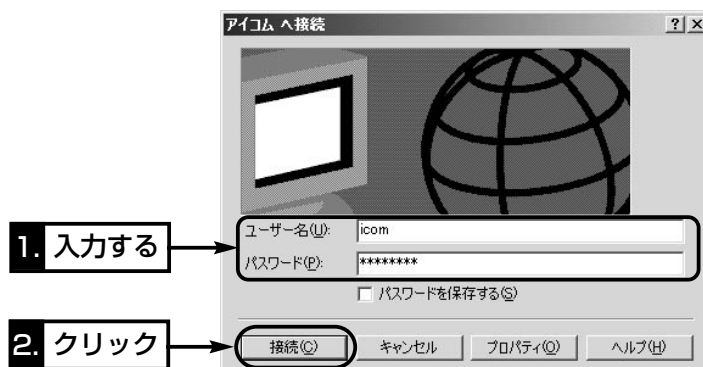 アイコム へ接続
? ×
1. 入力する
ユーザー名(U): icom
パスワード(P): ********
パスワードを保存する(S)
2. クリック
接続(C) キャンセル プロパティ(O) ヘルプ(H)